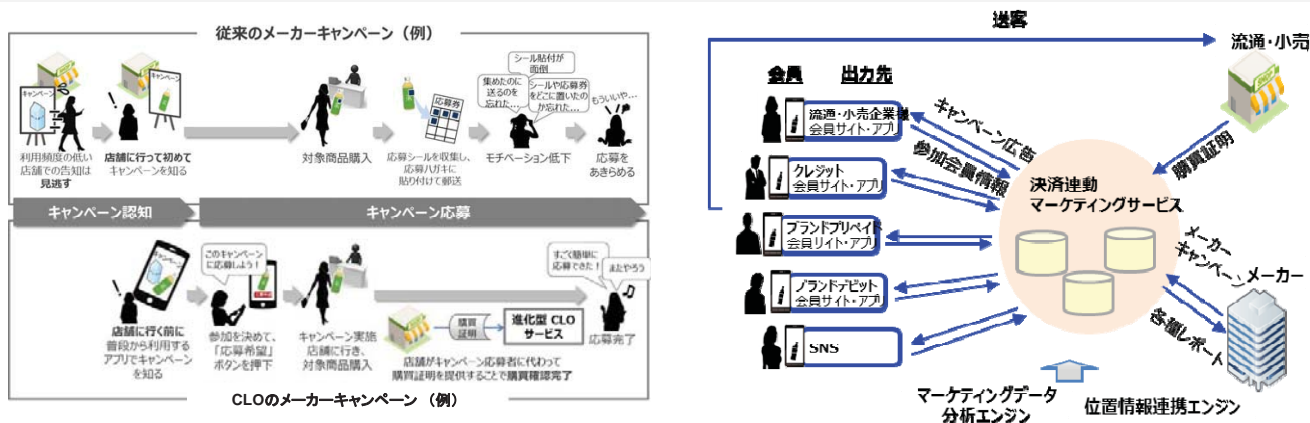 従来のメーカーキャンペーン（例）
キャンペーン
キャンペーン
利用頻度の低い
店舗での告知は
見逃す
店舗に行って初めて
キャンペーンを知る
対象商品購入
応募券
応募シールを収集し、
応募ハガキに
貼り付けて郵送
シール貼付が
面倒
集めたのに
送るのを
忘れた…
シールや応募券
をどこに置いたの
か忘れた…
モチベーション低下
もういいや…
応募を
あきらめる
キャンペーン認知
キャンペーン応募
キャンペーン
店舗に行く前に
普段から利用する
アプリでキャンペーン
を知る
このキャンペーン
に応募しよう！
参加を決めて、
「応募希望」
ボタンを押下
キャンペーン実施
店舗に行き、
対象商品購入
購買
証明
進化型 CLO
サービス
店舗がキャンペーン応募者に代わって
購買証明を提供することで購買確認完了
すごく簡単に
応募できた！
またやろう
応募完了
CLOのメーカーキャンペーン（例）
送客
流通・小売
会員
出力先
流通・小売企業様
会員サイト・アプリ
クレジット
会員サイト・アプリ
ブランドプリペイド
会員サイト・アプリ
ブランドデビット
会員サイト・アプリ
SNS
キャンペーン広告
参加会員情報
購買証明
決済連動
マーケティングサービス
メーカー
キャンペーン
メーカー
各種レポート
マーケティングデータ
分析エンジン
位置情報連携エンジン